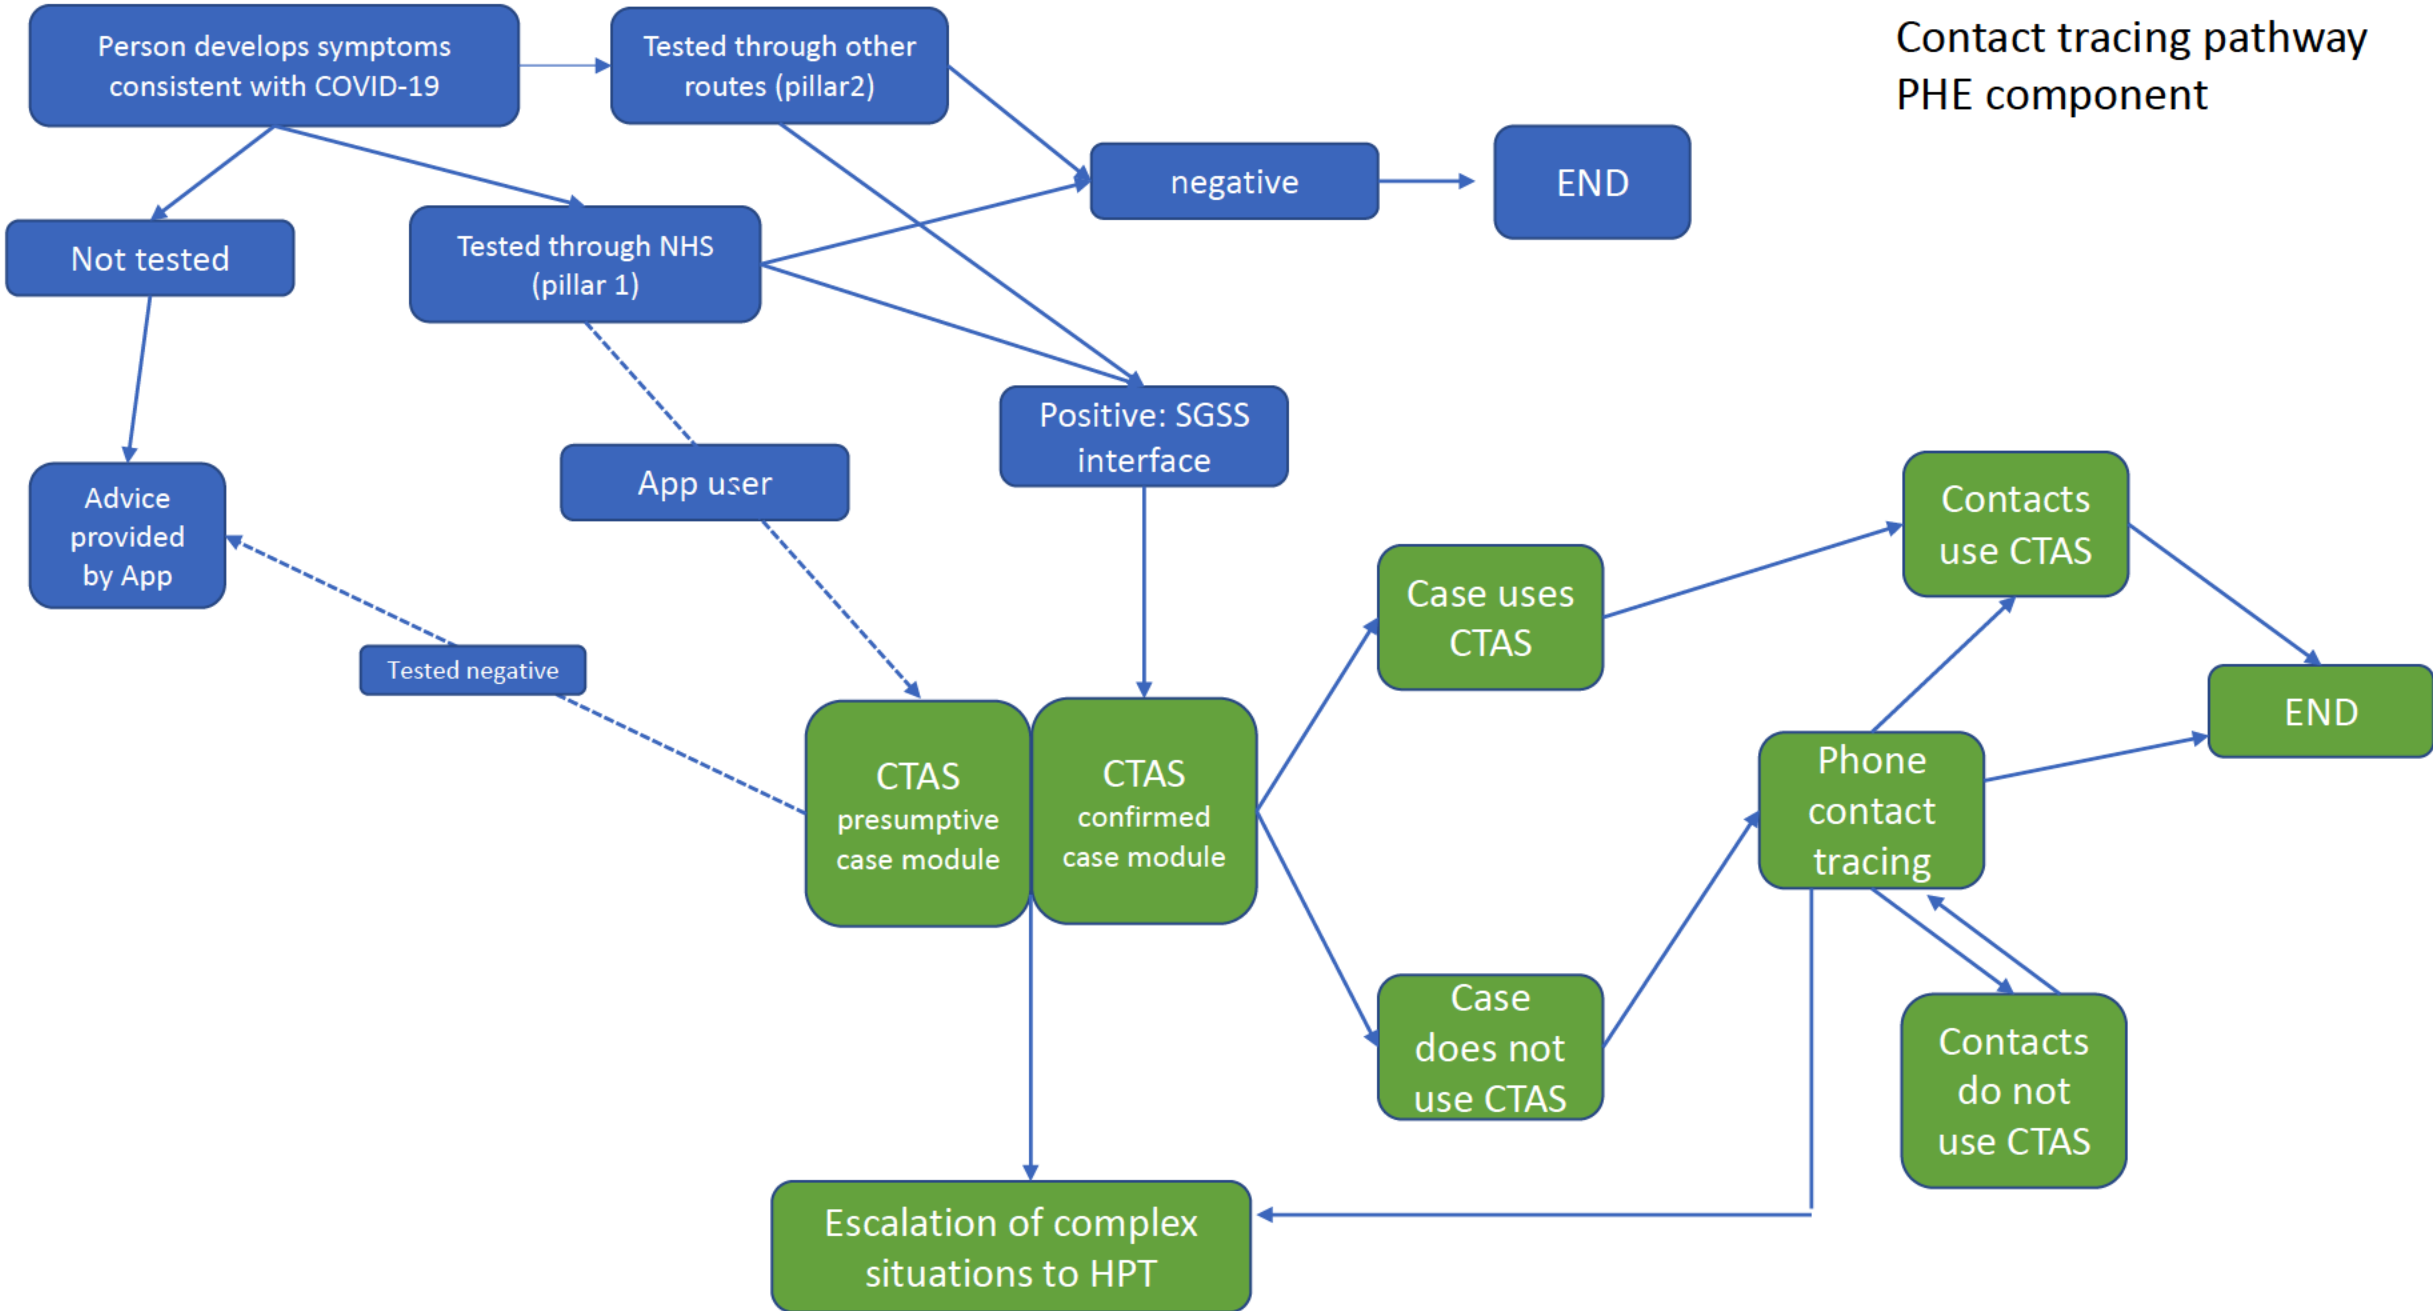 Contact tracing pathway
PHE component
Person develops symptoms
consistent with COVID-19
Tested through other
routes (pillar2)
negative
END
Not tested
Tested through NHS
(pillar 1)
Positive: SGSS
interface
App user
Advice
provided
by App
Tested negative
CTAS
presumptive
case module
CTAS
confirmed
case module
Case uses
CTAS
Contacts
use CTAS
END
Phone
contact
tracing
Case
does not
use CTAS
Contacts
do not
use CTAS
Escalation of complex
situations to HPT